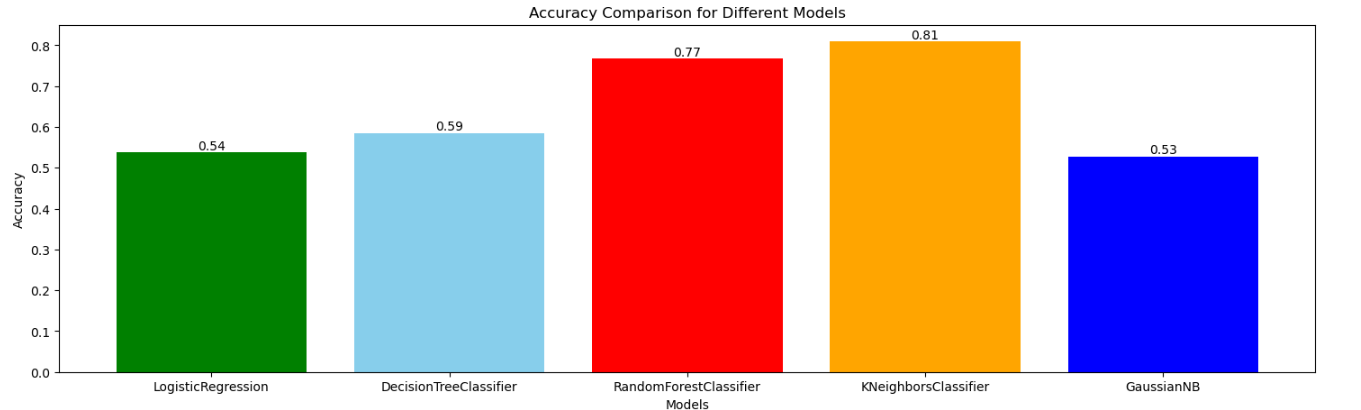 Accuracy Comparison for Different Models
Accuracy
0.8
0.7
0.6
0.5
0.4
0.3
0.2
0.1
0.0
0.54
0.59
0.77
0.81
0.53
LogisticRegression
DecisionTreeClassifier
RandomForestClassifier
KNeighborsClassifier
GaussianNB
Models